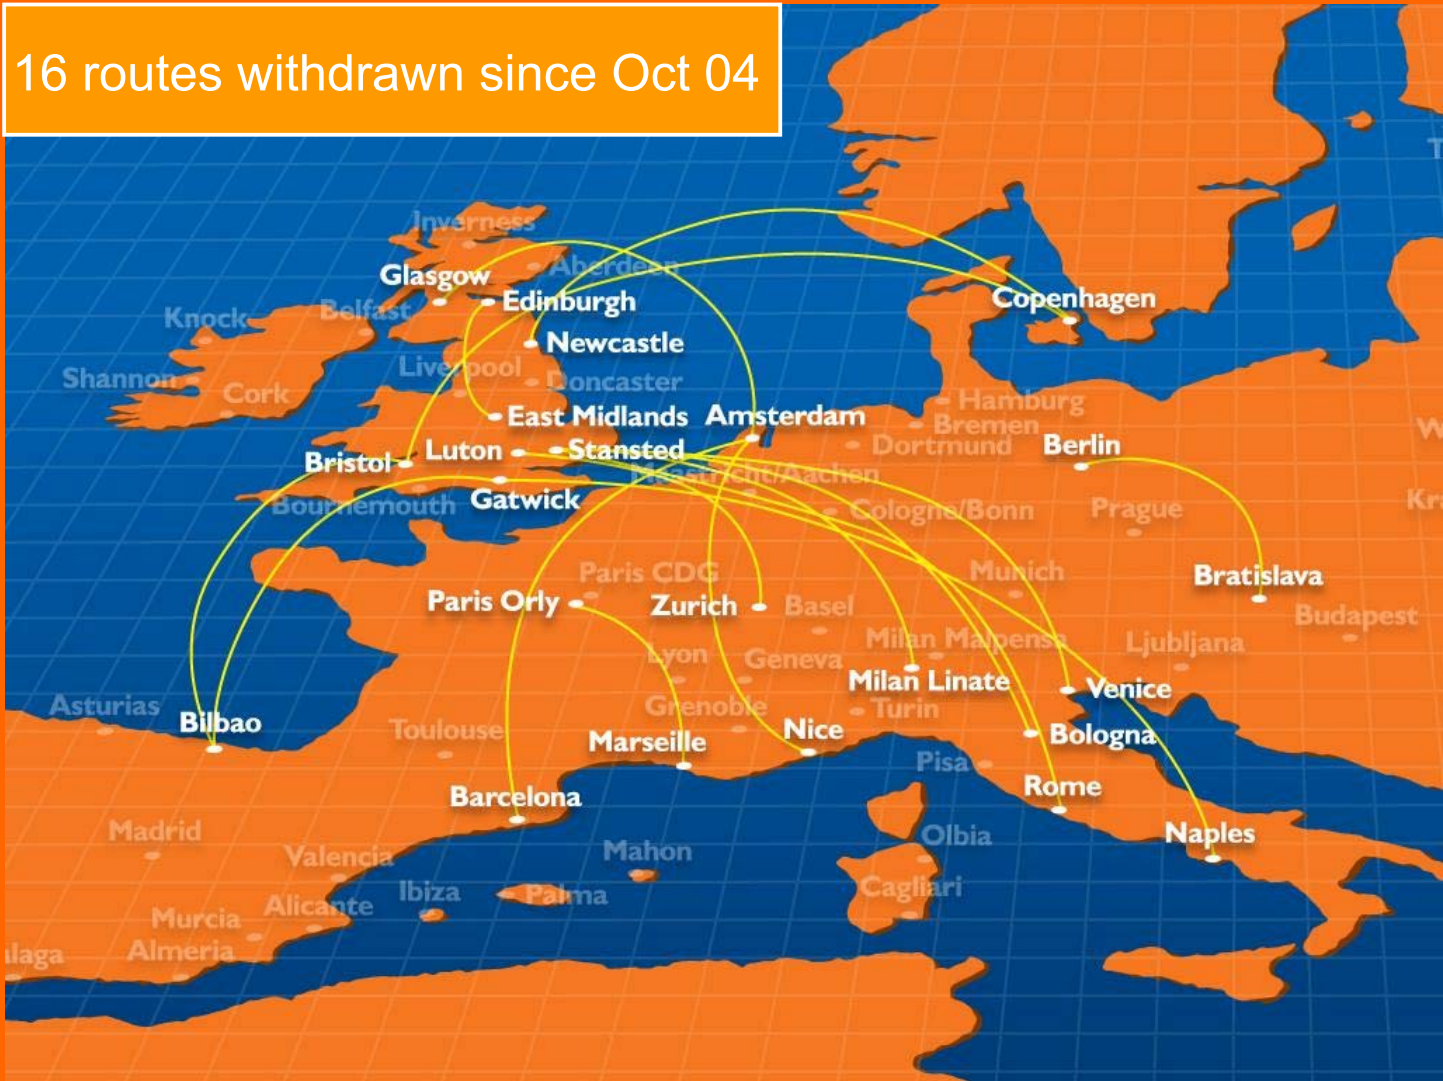 16 routes withdrawn since Oct 04
Inverness
Glasgow
Aberdeen
Edinburgh
Copenhagen
Knock
Belfast
Newcastle
Liverpool
Shannon
Doncaster
Cork
Hamburg
East Midlands
Amsterdam
Bremen
Dortmund
Berlin
Luton
Stansted
Bristol
Maastricht/Aachen
Gatwick
Bournemouth
Cologne/Bonn
Prague
Paris CDG
Munich
Bratislava
Paris Orly
Zurich
Basel
Budapest
Milan Malpensa
Ljubljana
Lyon
Geneva
Milan Linate
Venice
Asturias
Grenoble
Turin
Bilbao
Toulouse
Nice
Marseille
Bologna
Pisa
Rome
Barcelona
Madrid
Naples
Olbia
Valencia
Mahon
Ibiza
Palma
Cagliari
Alicante
Murcia
Almeria
alaga